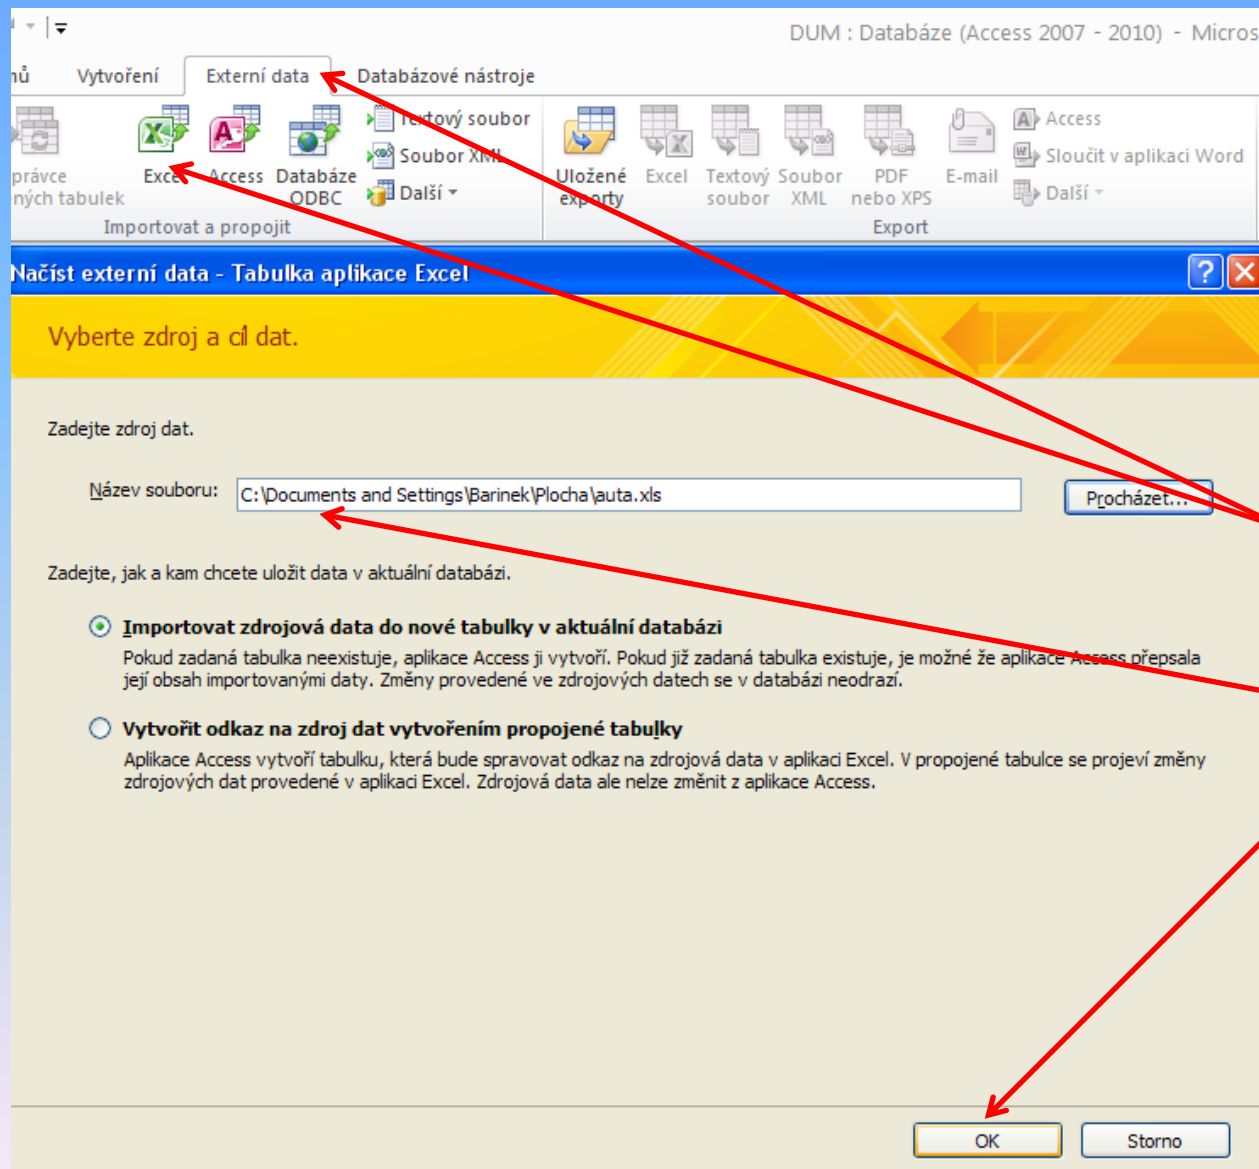 DUM : Databáze (Access 2007 - 2010) - Micros
nů Vytvoření Externí data Databázové nástroje
Textový soubor
Soubor XML
Další
právce
ených tabulek
Excel
Access
Databáze
ODBC
Importovat a propojit
Uložené
exporty
Excel
Textový
soubor
Soubor
XML
PDF
nebo XPS
E-mail
Access
Sloučit v aplikaci Word
Další
Export
Načíst externí data - Tabulka aplikace Excel
Vyberte zdroj a cíl dat.
Zadejte zdroj dat.
Název souboru: C:\Documents and Settings\Barinek\Plocha\auta.xls Procházet...
Zadejte, jak a kam chcete uložit data v aktuální databázi.
Importovat zdrojová data do nové tabulky v aktuální databázi
Pokud zadaná tabulka neexistuje, aplikace Access ji vytvoří. Pokud již zadaná tabulka existuje, je možné že aplikace Access přepsala
její obsah importovanými daty. Změny provedené ve zdrojových datech se v databázi neodrazí.
Vytvořit odkaz na zdroj dat vytvořením propojené tabulky
Aplikace Access vytvoří tabulku, která bude spravovat odkaz na zdrojová data v aplikaci Excel. V propojené tabulce se projeví změny
zdrojových dat provedené v aplikaci Excel. Zdrojová data ale nelze změnit z aplikace Access.
OK Storno